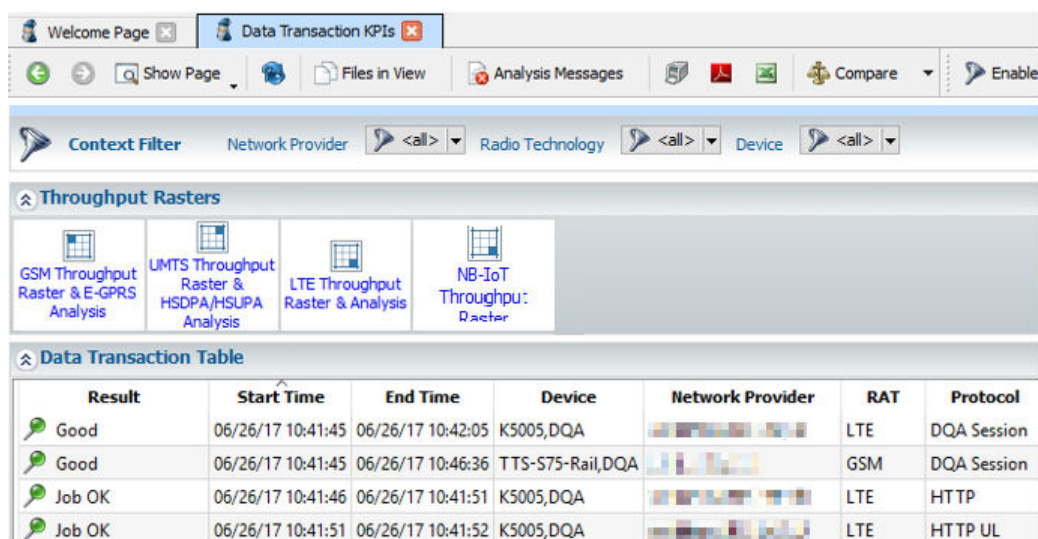 Welcome Page Data Transaction KPIs
Show Page Files in View Analysis Messages Compare Enable
Context Filter Network Provider <all> Radio Technology <all> Device <all>
Throughput Rasters
GSM Throughput
Raster & E-GPRS
Analysis
UMTS Throughput
Raster &
HSDPA/HSUPA
Analysis
LTE Throughput
Raster & Analysis
NB-IoT
Throughput
Raster
Data Transaction Table
Result Start Time End Time Device Network Provider RAT Protocol
Good 06/26/17 10:41:45 06/26/17 10:42:05 K5005,DQA LTE DQA Session
Good 06/26/17 10:41:45 06/26/17 10:46:36 TTS-S75-Rail,DQA GSM DQA Session
Job OK 06/26/17 10:41:46 06/26/17 10:41:51 K5005,DQA LTE HTTP
Job OK 06/26/17 10:41:51 06/26/17 10:41:52 K5005,DQA LTE HTTP UL